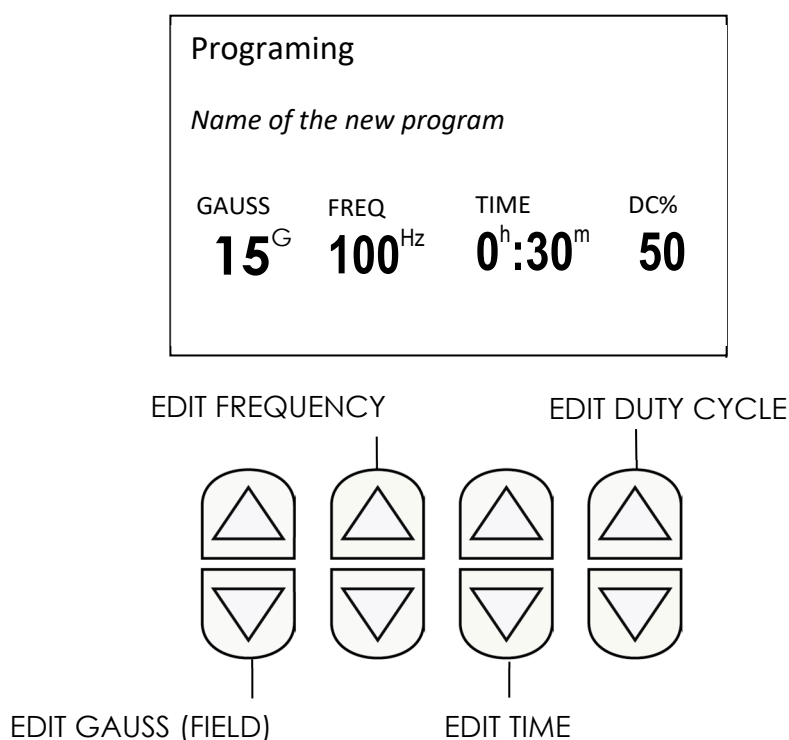 Programing
Name of the new program
GAUSS FREQ TIME DC%
15G 100Hz 0h:30m 50
EDIT FREQUENCY EDIT DUTY CYCLE
EDIT GAUSS (FIELD) EDIT TIME